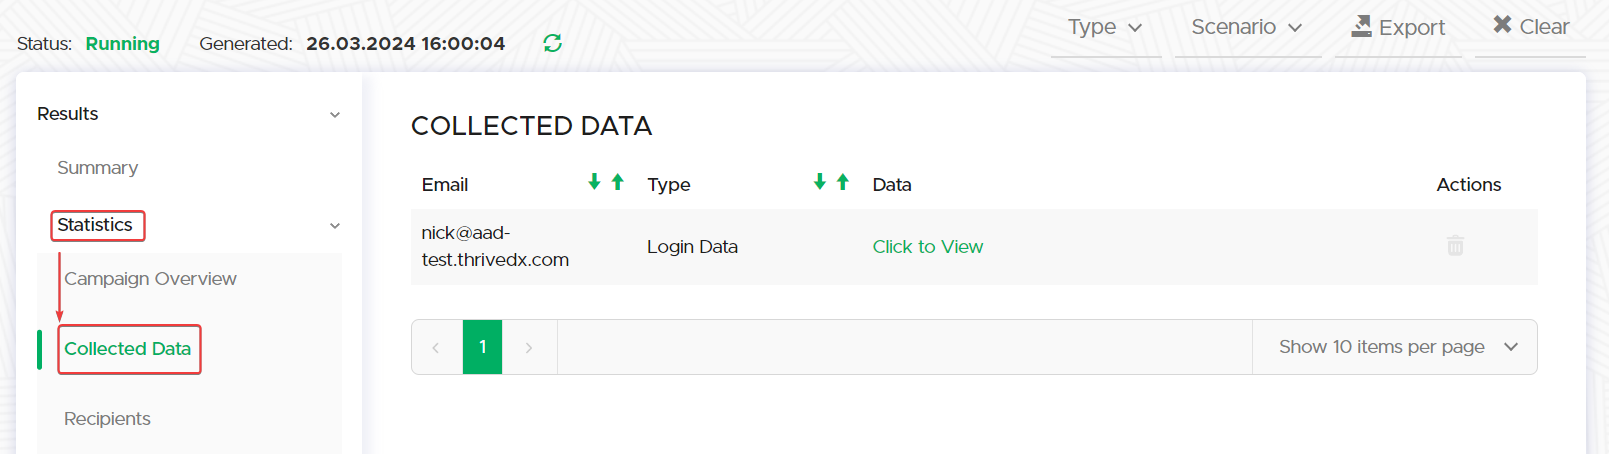 Status: Running Generated: 26.03.2024 16:00:04
Type Scenario Export Clear
Results
Summary
Statistics
Campaign Overview
Collected Data
Recipients
COLLECTED DATA
Email Type Data Actions
nick@aad-
test.thrivedx.com
Login Data
Click to View
1
Show 10 items per page